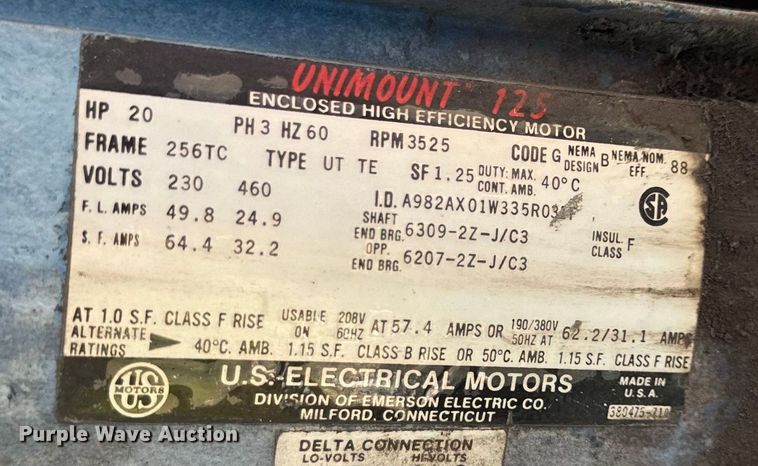 UNIMOUNT 125
ENCLOSED HIGH EFFICIENCY MOTOR
HP 20 PH 3 HZ 60 RPM 3525 CODE G NEMA DESIGN B NEMA NOM. EFF. 88
FRAME 256TC TYPE UT TE SF 1.25 DUTY: MAX. CONT. AMB. 40°C
VOLTS 230 460 I.D. A982AX01W335R03
F.L. AMPS 49.8 24.9 SHAFT END BRG. 6309-2Z-J/C3 INSUL. CLASS F
S.F. AMPS 64.4 32.2 OPP. END BRG. 6207-2Z-J/C3
AT 1.0 S.F. CLASS F RISE USABLE ON 208V 60HZ AT 57.4 AMPS OR 190/380V 50HZ AT 62.2/31.1 AMPS
ALTERNATE RATINGS 40°C. AMB. 1.15 S.F. CLASS B RISE OR 50°C. AMB. 1.15 S.F. CLASS F RISE
US MOTORS
U.S. ELECTRICAL MOTORS
DIVISION OF EMERSON ELECTRIC CO.
MILFORD, CONNECTICUT
MADE IN
U.S.A.
380475-210
Purple Wave Auction
DELTA CONNECTION
LO-VOLTS HI-VOLTS